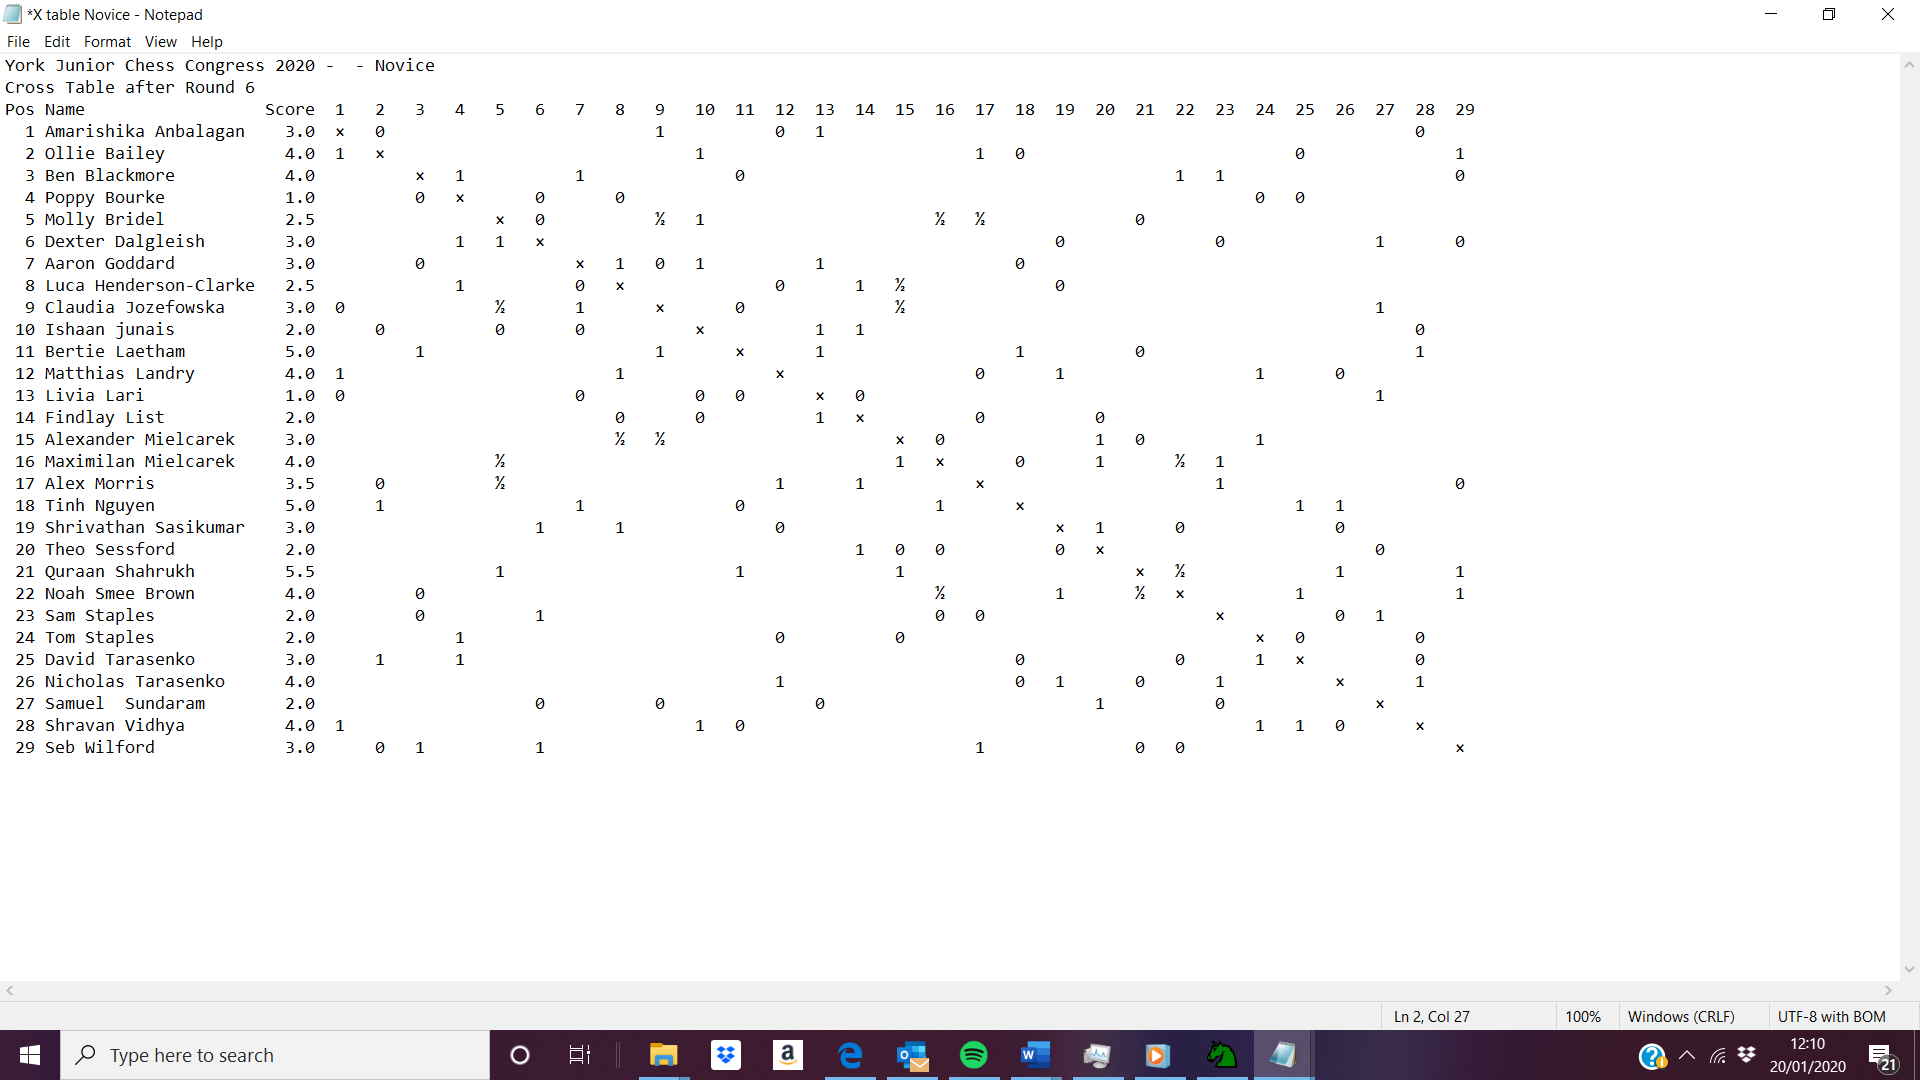 *X table Novice - Notepad
File Edit Format View Help
York Junior Chess Congress 2020 -  - Novice
Cross Table after Round 6
Pos Name                  Score  1   2   3   4   5   6   7   8   9   10  11  12  13  14  15  16  17  18  19  20  21  22  23  24  25  26  27  28  29
  1 Amarishika Anbalagan    3.0  x   0                           1           0   1                                                           0
  2 Ollie Bailey            4.0  1   x                               1                           1   0                           0               1
  3 Ben Blackmore           4.0          x   1           1               0                                           1   1                       0
  4 Poppy Bourke            1.0          0   x       0       0                                                               0   0
  5 Molly Bridel            2.5                  x   0           ½   1                       ½   ½               0
  6 Dexter Dalgleish        3.0              1   1   x                                                   0               0               1       0
  7 Aaron Goddard           3.0          0               x   1   0   1           1                   0
  8 Luca Henderson-Clarke   2.5              1           0   x               0       1   ½               0
  9 Claudia Jozefowska      3.0  0               ½       1       x       0               ½                                               1
 10 Ishaan junais           2.0      0           0       0           x           1   1                                                       0
 11 Bertie Laetham          5.0          1                       1       x       1                   1           0                           1
 12 Matthias Landry         4.0  1                           1               x                   0       1               	    1       0
 13 Livia Lari              1.0  0                       0           0   0       x   0                                                   1
 14 Findlay List            2.0                              0       0           1   x           0           0
 15 Alexander Mielcarek     3.0                              ½   ½                       x   0               1   0           1
 16 Maximilan Mielcarek     4.0                  ½                                       1   x       0       1       ½   1
 17 Alex Morris             3.5      0           ½                           1       1           x                       1                       0
 18 Tinh Nguyen             5.0      1                   1               0                   1       x                           1   1
 19 Shrivathan Sasikumar    3.0                      1       1               0                           x   1       0               0
 20 Theo Sessford           2.0                                                      1   0   0           0   x                           0
 21 Quraan Shahrukh         5.5                  1                       1               1                       x   ½               1           1
 22 Noah Smee Brown         4.0          0                                                   ½           1       ½   x           1               1
 23 Sam Staples             2.0          0           1                                       0   0                       x           0   1
 24 Tom Staples             2.0              1                               0           0                                   x   0           0
 25 David Tarasenko         3.0      1       1                                                       0               0       1   x           0
 26 Nicholas Tarasenko      4.0                                              1                       0   1       0       1           x       1
 27 Samuel  Sundaram        2.0                      0           0               0                           1           0               x
 28 Shravan Vidhya          4.0  1                                   1   0                                                   1   1   0       x
 29 Seb Wilford             3.0      0   1           1                                           1               0   0                           x
Ln 2, Col 27 100% Windows (CRLF) UTF-8 with BOM
Type here to search
12:10
20/01/2020
21